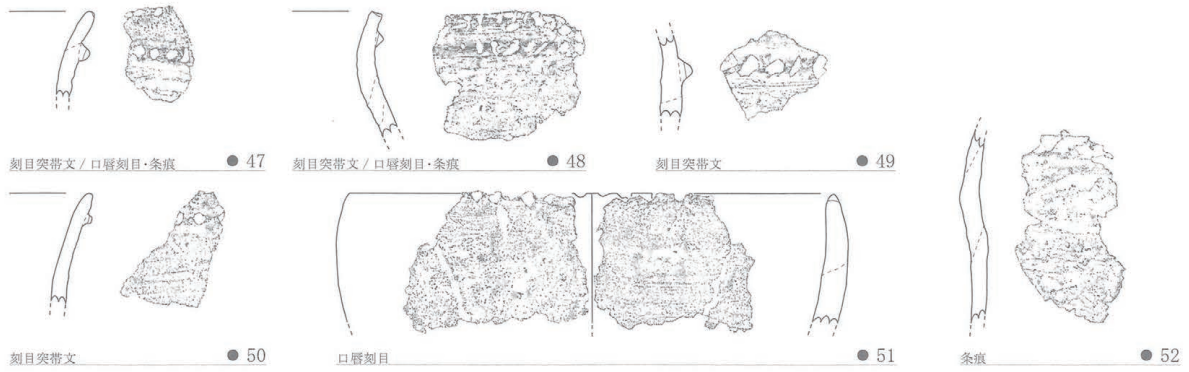 刻目突帯文 / 口唇刻目・条痕 ● 47
刻目突帯文 / 口唇刻目・条痕 ● 48
刻目突帯文 ● 49
刻目突帯文 ● 50
口唇刻目 ● 51
条痕 ● 52